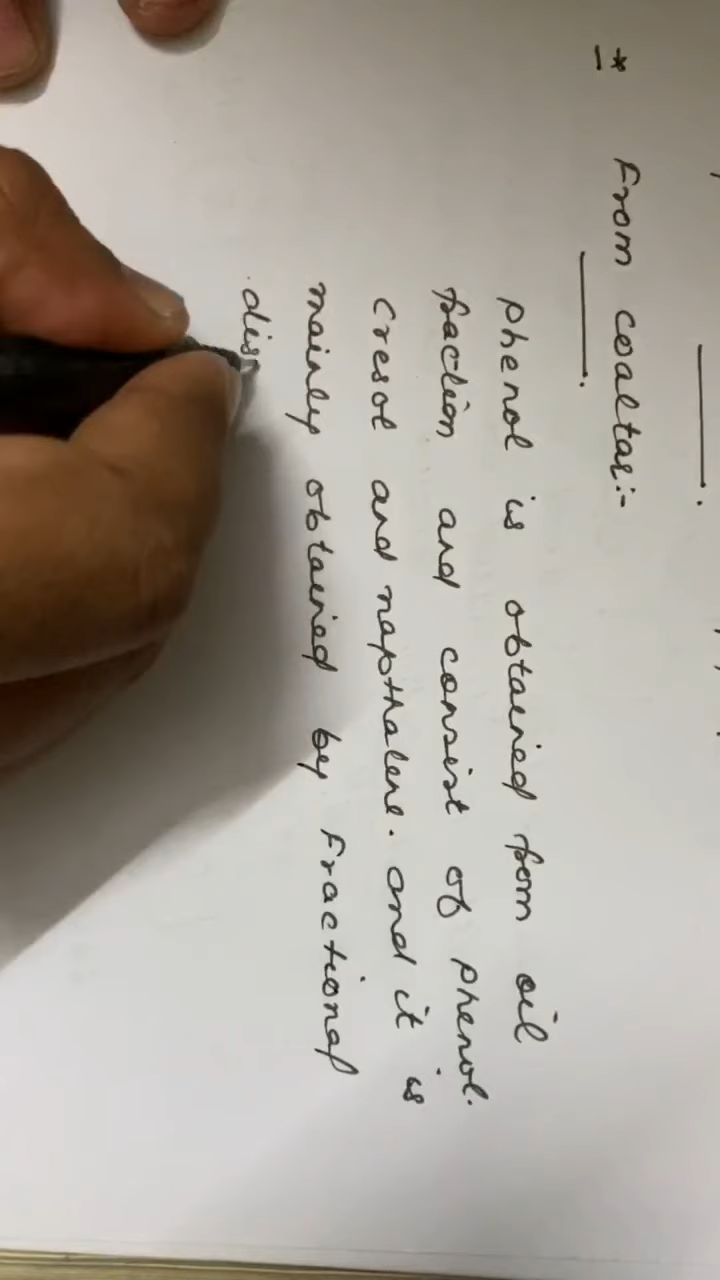 * From coaltar:-
phenol is obtained from oil
fraction and consist of phenol.
cresol and napthalene. and it is
mainly obtained by Fractional
dis